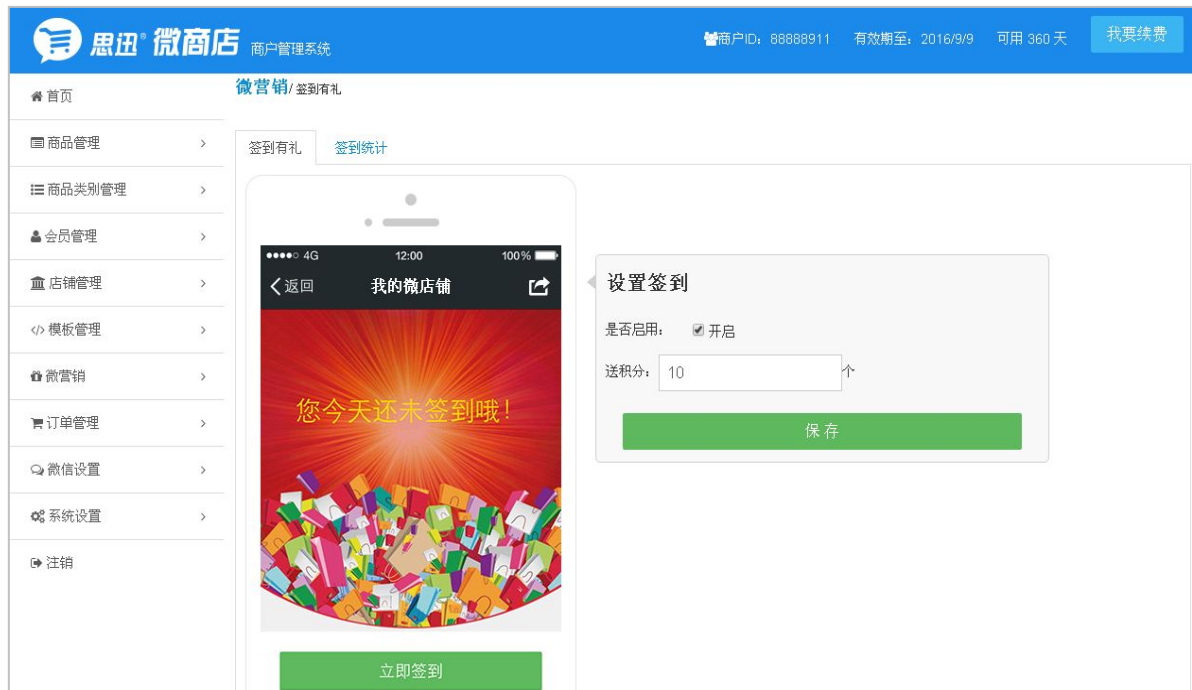 思迅® 微商店 商户管理系统 商户ID：88888911 有效期至：2016/9/9 可用 360 天 我要续费
首页
商品管理
商品类别管理
会员管理
店铺管理
模板管理
微营销
订单管理
微信设置
系统设置
注销
微营销/ 签到有礼
签到有礼 签到统计
4G 12:00 100%
返回 我的微店铺
您今天还未签到哦！
立即签到
设置签到
是否启用： 开启
送积分： 10 个
保存